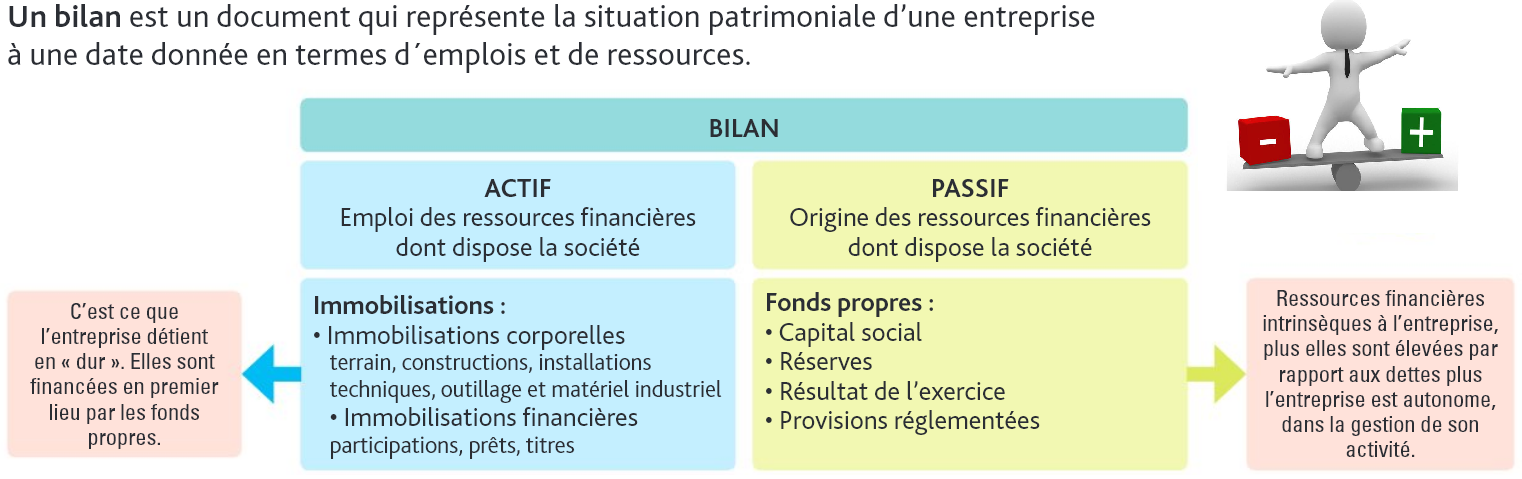 Un bilan est un document qui représente la situation patrimoniale d’une entreprise
à une date donnée en termes d´emplois et de ressources.
BILAN
ACTIF
Emploi des ressources financières
dont dispose la société
PASSIF
Origine des ressources financières
dont dispose la société
C’est ce que
l’entreprise détient
en « dur ». Elles sont
financées en premier
lieu par les fonds
propres.
Immobilisations :
• Immobilisations corporelles
terrain, constructions, installations
techniques, outillage et matériel industriel
• Immobilisations financières
participations, prêts, titres
Fonds propres :
• Capital social
• Réserves
• Résultat de l’exercice
• Provisions réglementées
Ressources financières
intrinsèques à l’entreprise,
plus elles sont élevées par
rapport aux dettes plus
l’entreprise est autonome,
dans la gestion de son
activité.
-
+